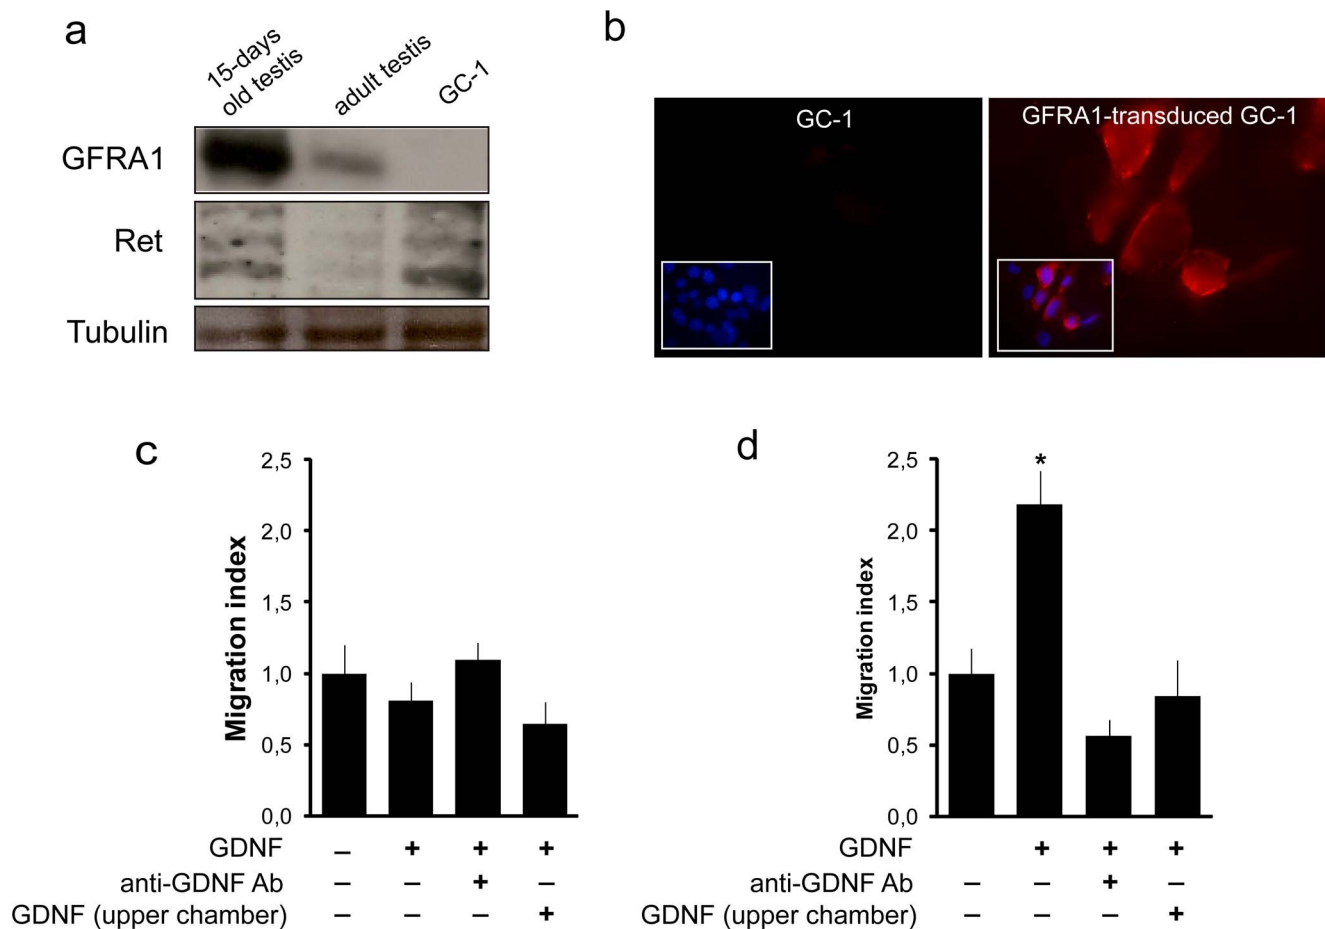 a
15-days
old testis
adult testis
GC-1
GFRA1
Ret
Tubulin
b
GC-1
GFRA1-transduced GC-1
c
2,5
2,0
1,5
1,0
0,5
0,0
Migration index
GDNF – + + +
anti-GDNF Ab – – + –
GDNF (upper chamber) – – – +
d
2,5
*
2,0
1,5
1,0
0,5
0,0
Migration index
GDNF – + + +
anti-GDNF Ab – – + –
GDNF (upper chamber) – – – +